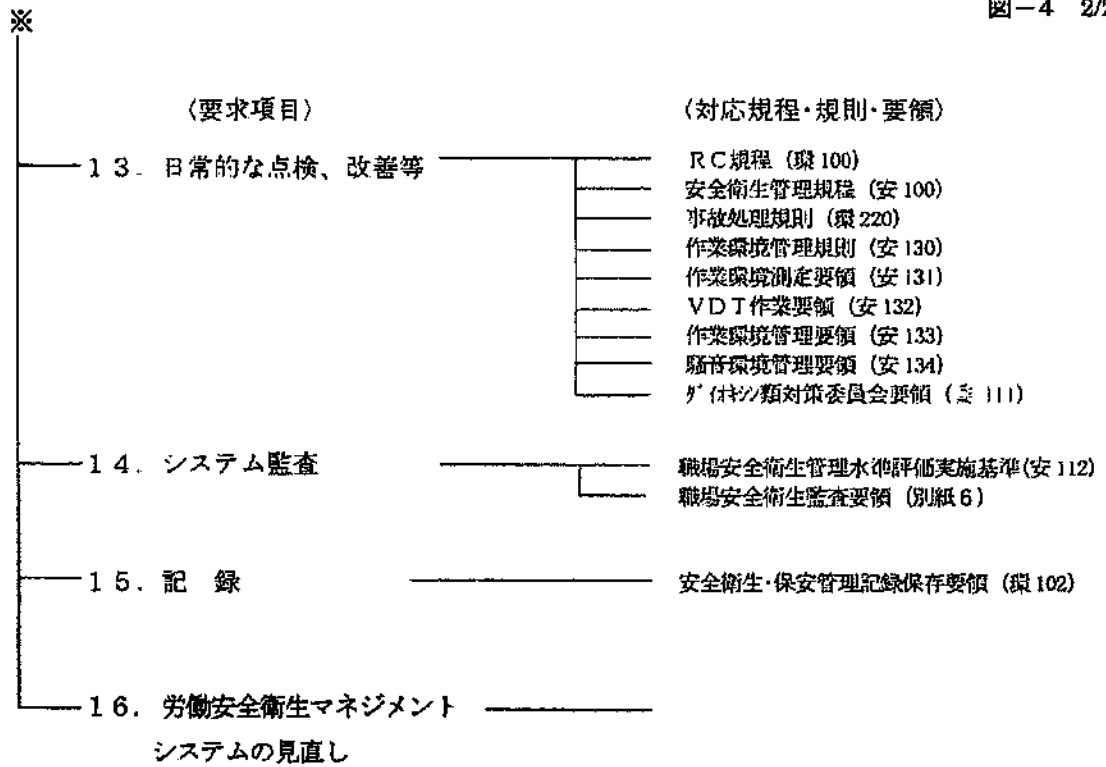 図－4 2/2
※
〈要求項目〉
（対応規程・規則・要領）
13．日常的な点検、改善等
ＲＣ規程（環100）
安全衛生管理規程（安100）
事故処理規則（環220）
作業環境管理規則（安130）
作業環境測定要領（安131）
ＶＤＴ作業要領（安132）
作業環境管理要領（安133）
騒音環境管理要領（安134）
ﾀﾞｲｵｷｼﾝ類対策委員会要領（ 111）
14．システム監査
職場安全衛生管理水準評価実施基準(安112)
職場安全衛生監査要領（別紙6）
15．記　録
安全衛生・保安管理記録保存要領（環102）
16．労働安全衛生マネジメント
システムの見直し